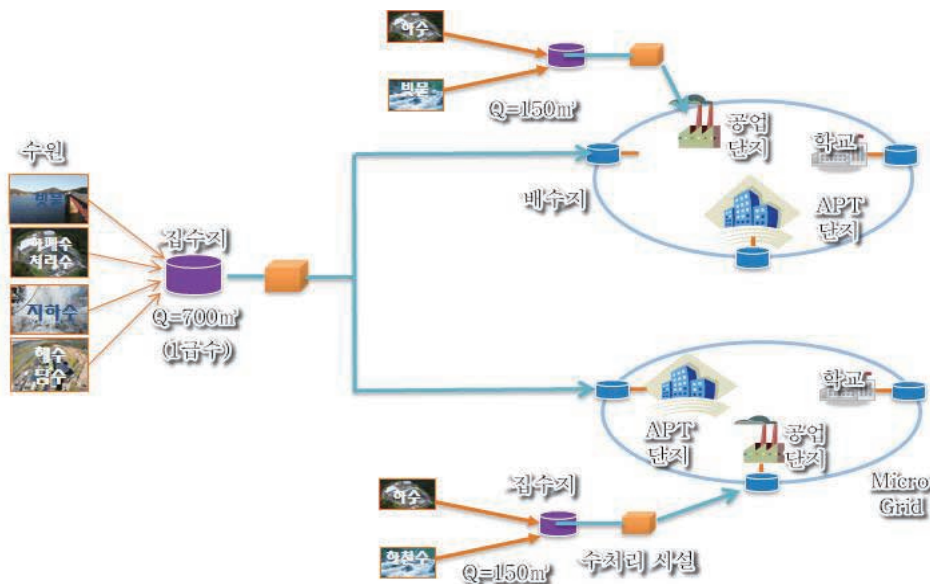 하수
빗물
Q=150㎥
공업
단지
학교
수원
배수지
APT
단지
빗물
집수지
하폐수
처리수
지하수
Q=700㎥
(1급수)
해수
담수
학교
APT
단지
공업
단지
Micro
Grid
하수
집수지
하천수
Q=150㎥
수처리 시설